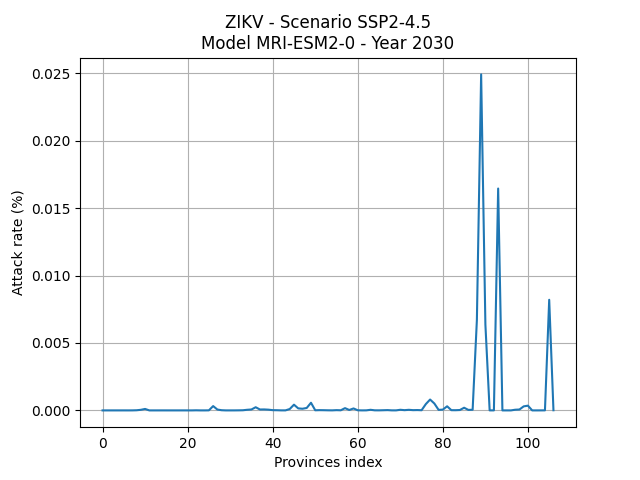 ZIKV - Scenario SSP2-4.5
Model MRI-ESM2-0 - Year 2030
0.025
0.020
0.015
0.010
0.005
0.000
Attack rate (%)
0 20 40 60 80 100
Provinces index